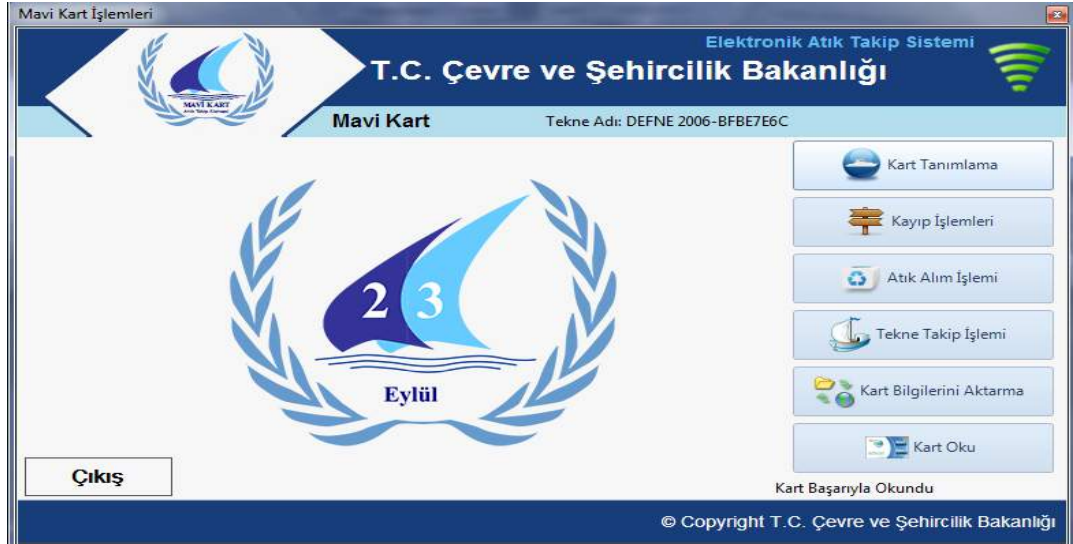 Mavi Kart İşlemleri
Elektronik Atık Takip Sistemi
T.C. Çevre ve Şehircilik Bakanlığı
MAVİ KART
Mavi Kart
Tekne Adı: DEFNE 2006-BFBE7E6C
Kart Tanımlama
Kayıp İşlemleri
Atık Alım İşlemi
Tekne Takip İşlemi
Kart Bilgilerini Aktarma
Kart Oku
2 3
Eylül
Çıkış
Kart Başarıyla Okundu
© Copyright T.C. Çevre ve Şehircilik Bakanlığı